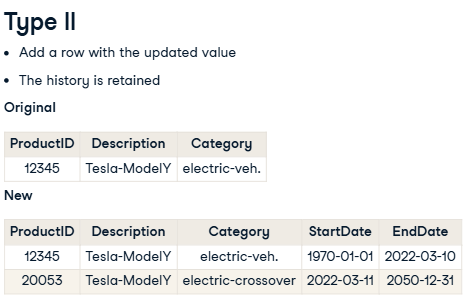 Type II
• Add a row with the updated value
• The history is retained
Original
ProductID Description Category
12345 Tesla-ModelY electric-veh.
New
ProductID Description Category StartDate EndDate
12345 Tesla-ModelY electric-veh. 1970-01-01 2022-03-10
20053 Tesla-ModelY electric-crossover 2022-03-11 2050-12-31